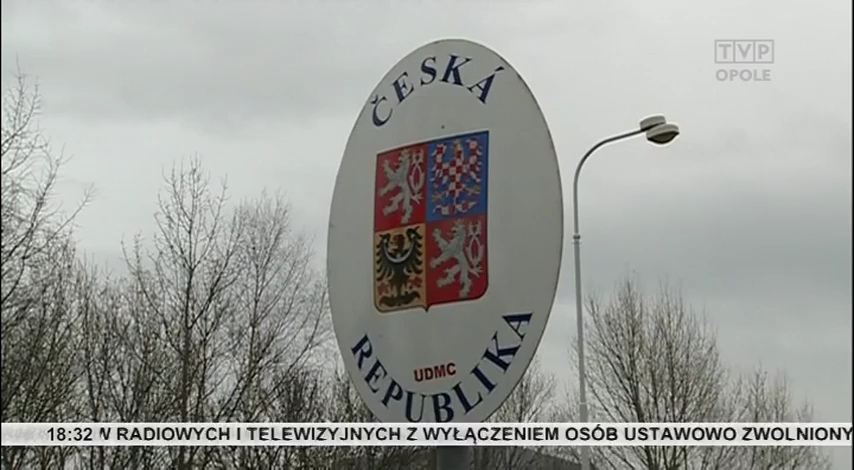 TVP
OPOLE
ČESKÁ
UDMC
REPUBLIKA
18:32 W RADIOWYCH I TELEWIZYJNYCH Z WYŁĄCZENIEM OSÓB USTAWOWO ZWOLNIONY